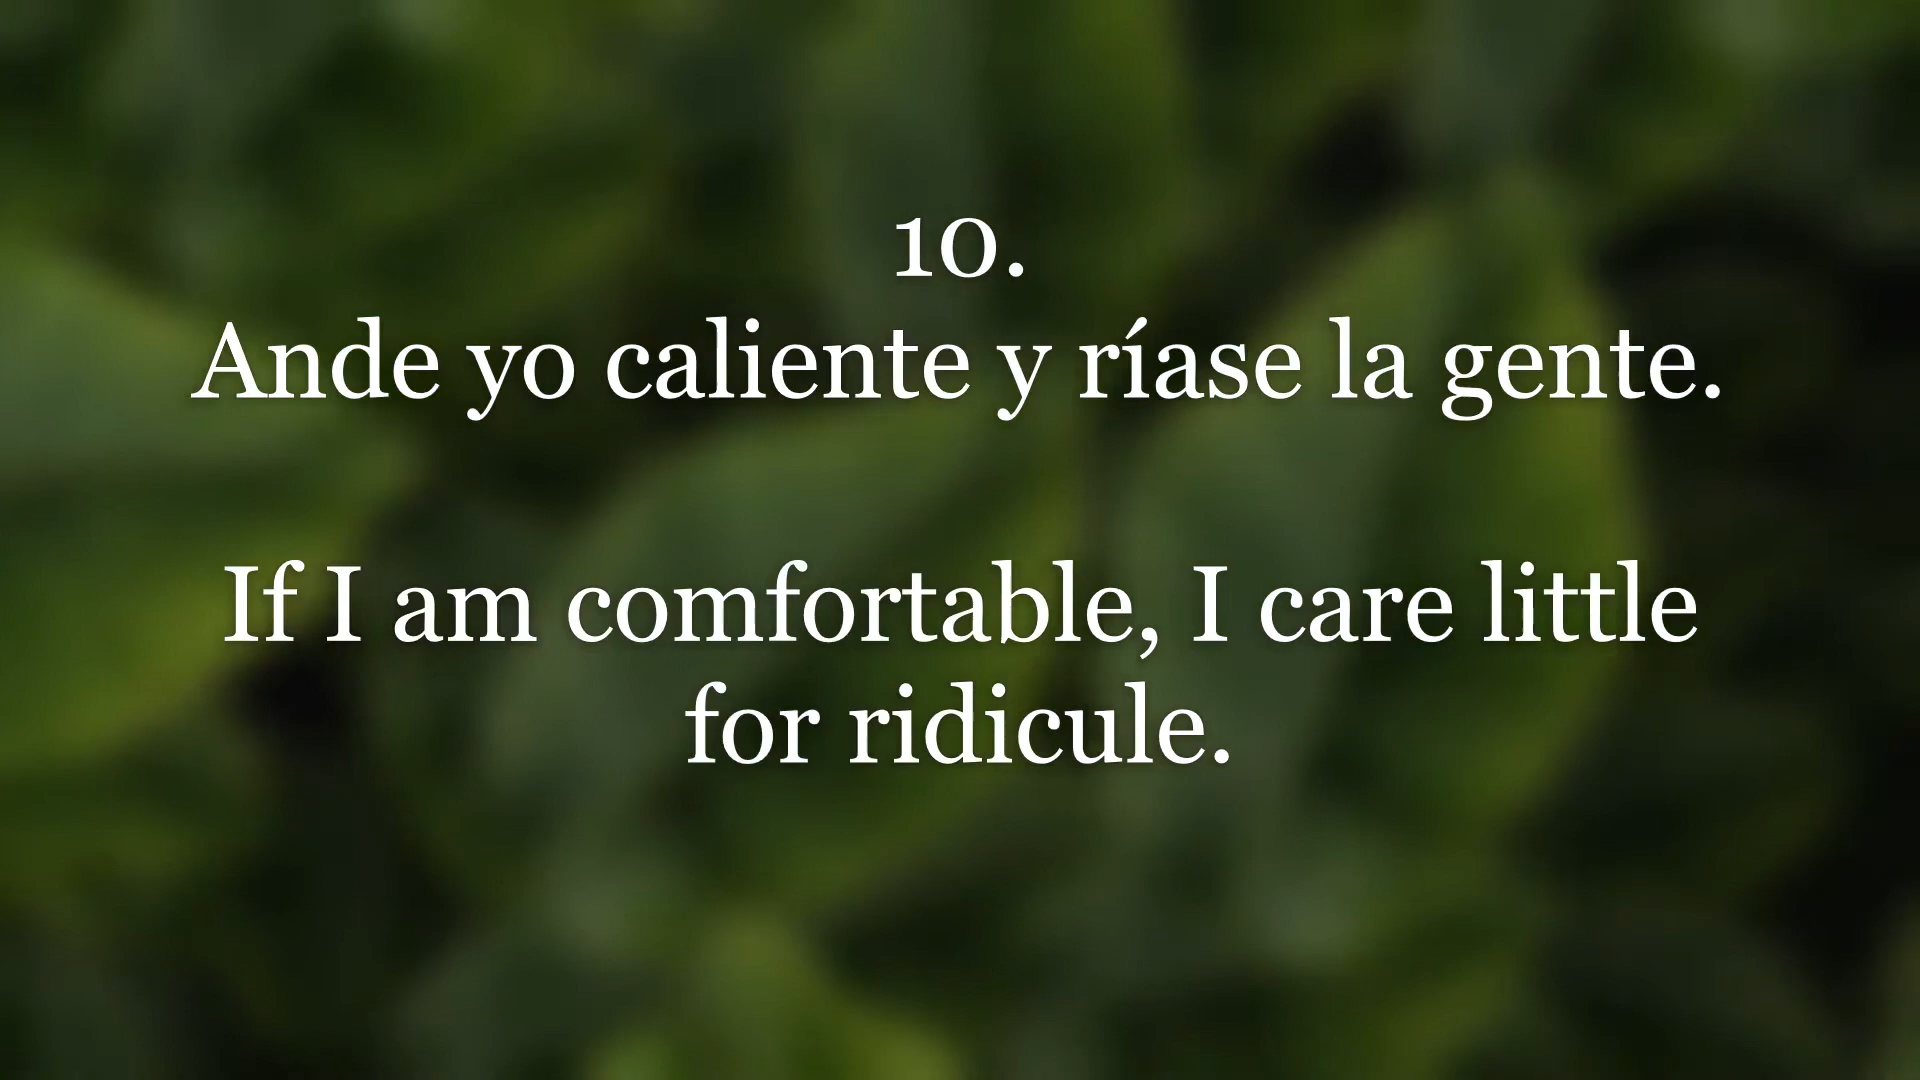 10.
Ande yo caliente y ríase la gente.
If I am comfortable, I care little
for ridicule.